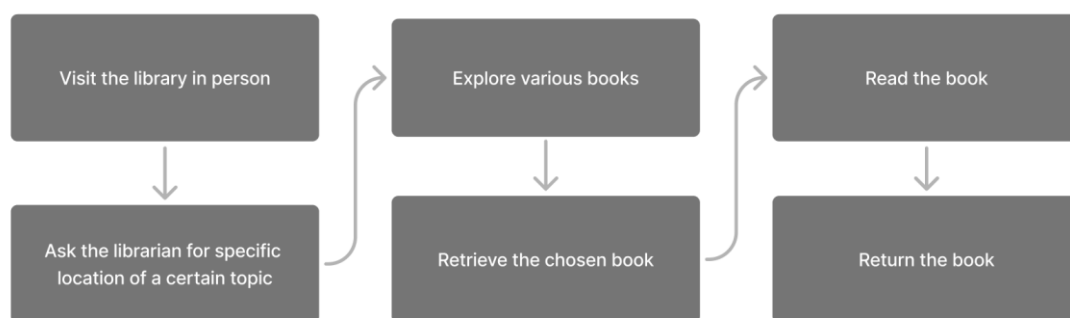 Visit the library in person
Ask the librarian for specific
location of a certain topic
Explore various books
Retrieve the chosen book
Read the book
Return the book